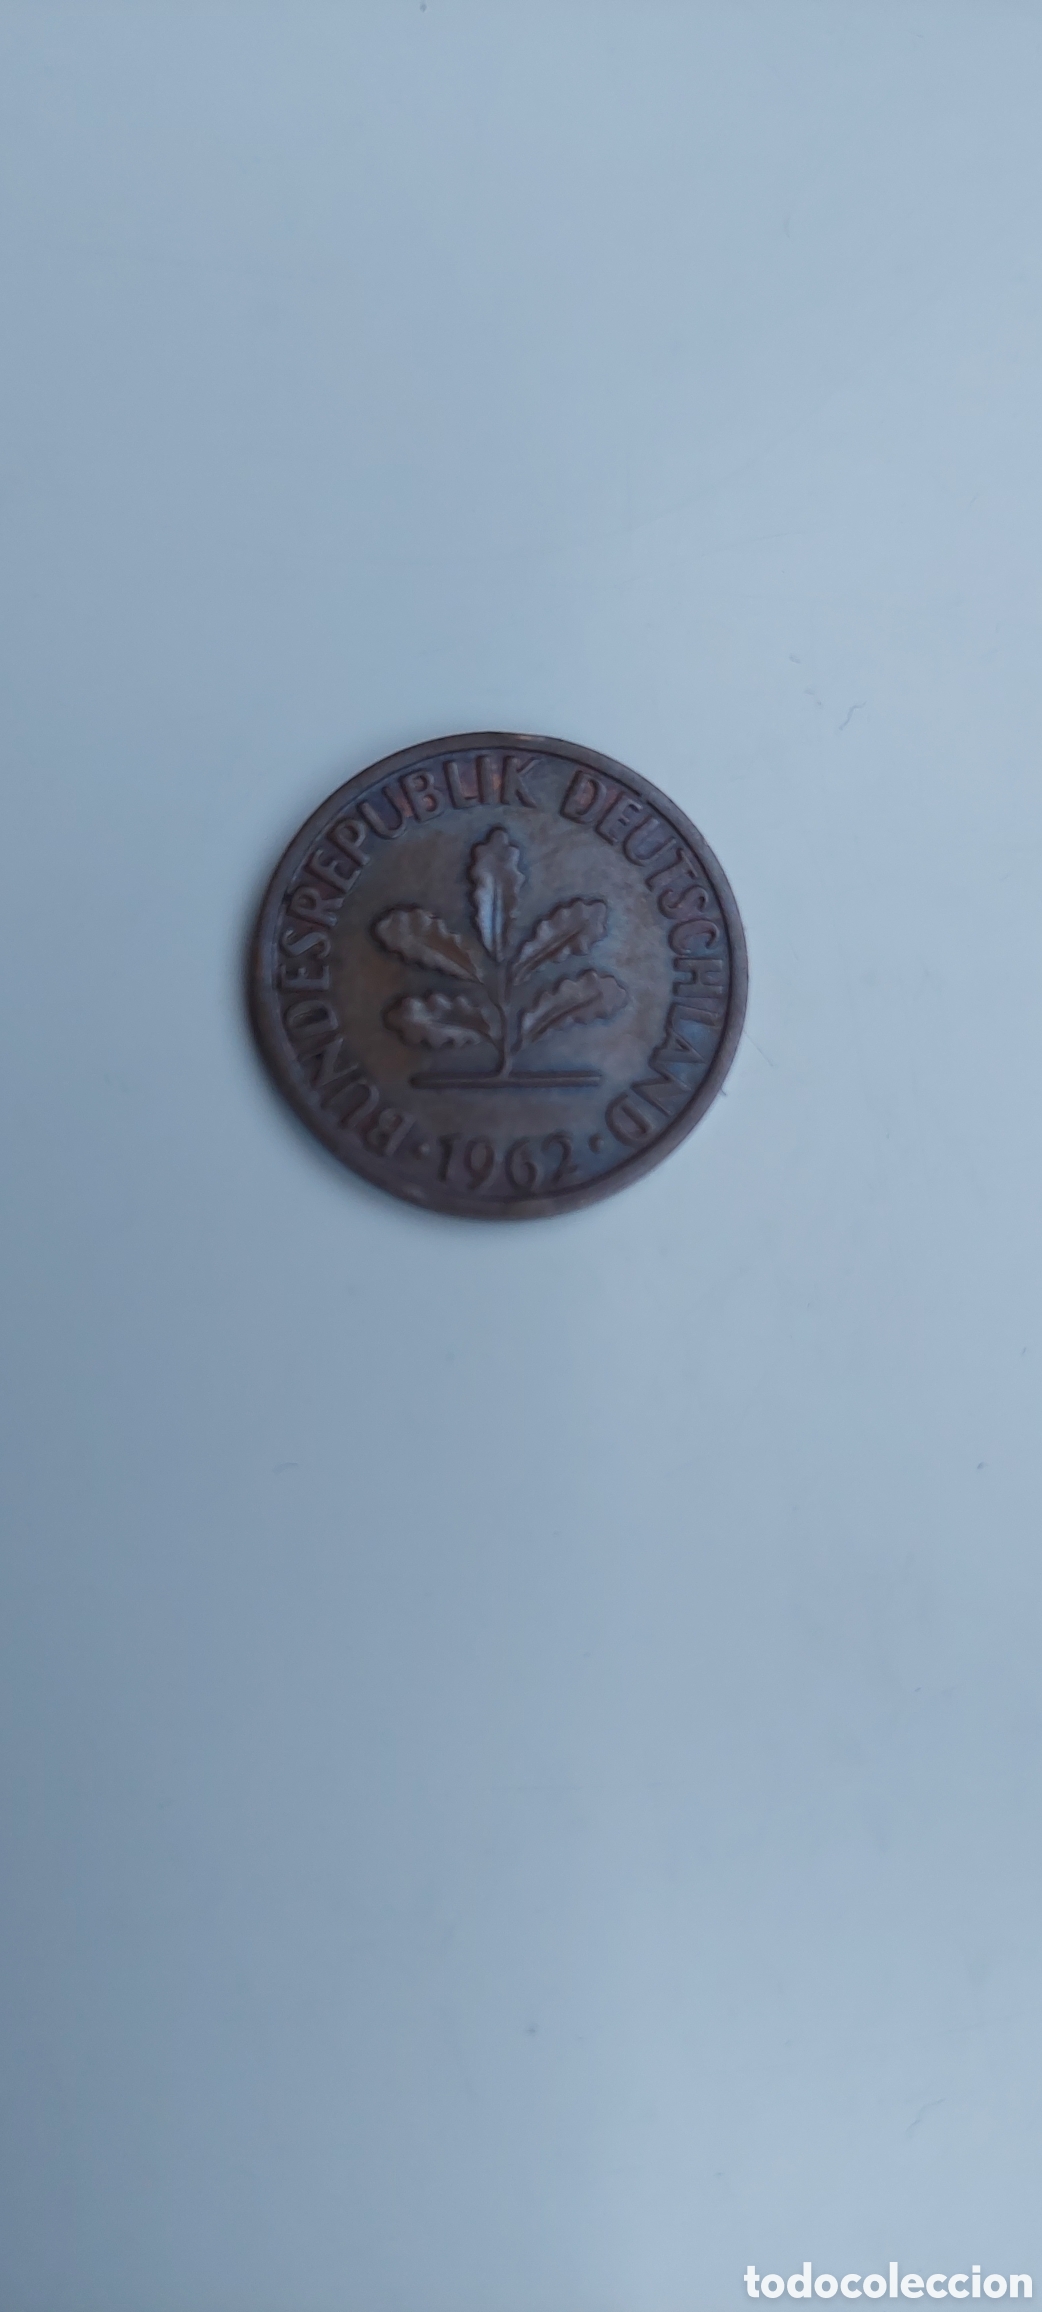 BUNDESREPUBLIK DEUTSCHLAND
· 1962 ·
todocoleccion